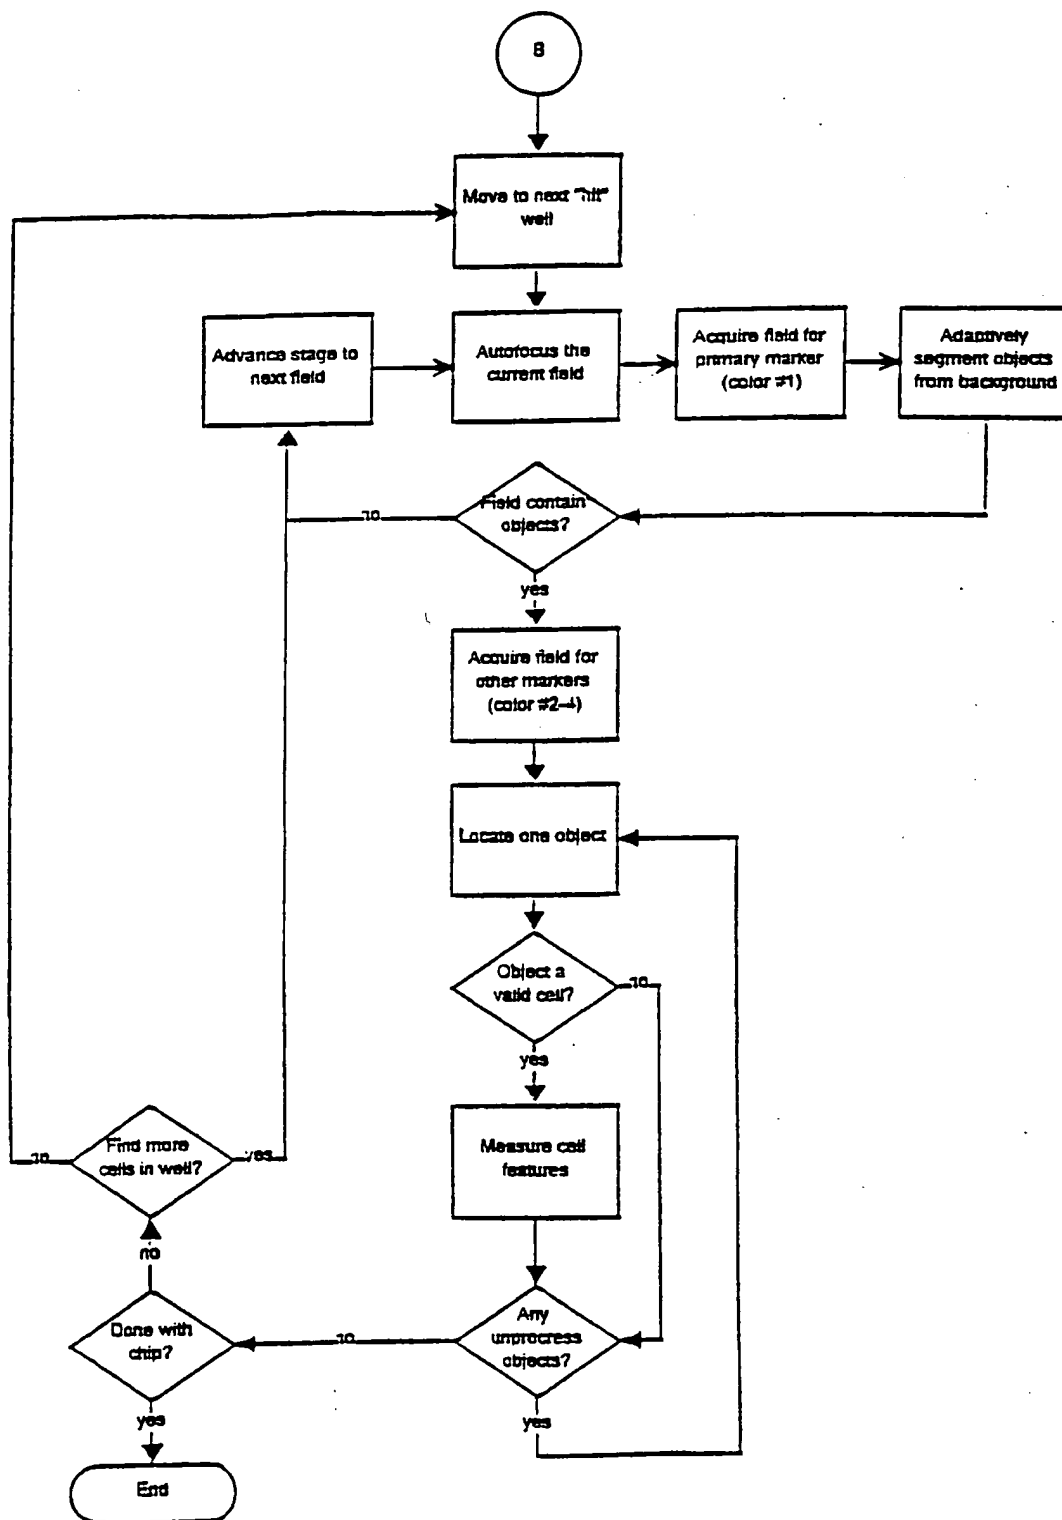 B
Move to next "hit"
well
Advance stage to
next field
Autofocus the
current field
Acquire field for
primary marker
(color #1)
Adaptively
segment objects
from background
Field contain
objects?
no
yes
Acquire field for
other markers
(color #2-4)
Locate one object
Object a
valid cell?
no
yes
Measure cell
features
Find more
cells in well?
no
yes
no
Done with
chip?
Any
unprocress
objects?
no
yes
yes
End